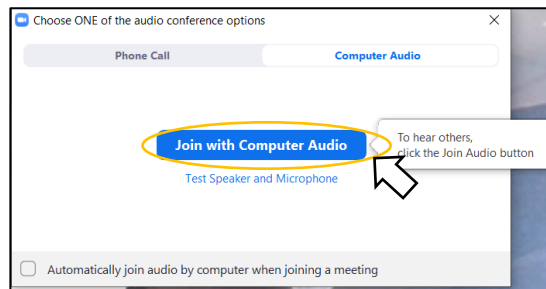 Choose ONE of the audio conference options
Phone Call
Computer Audio
Join with Computer Audio
To hear others,
click the Join Audio button
Test Speaker and Microphone
Automatically join audio by computer when joining a meeting